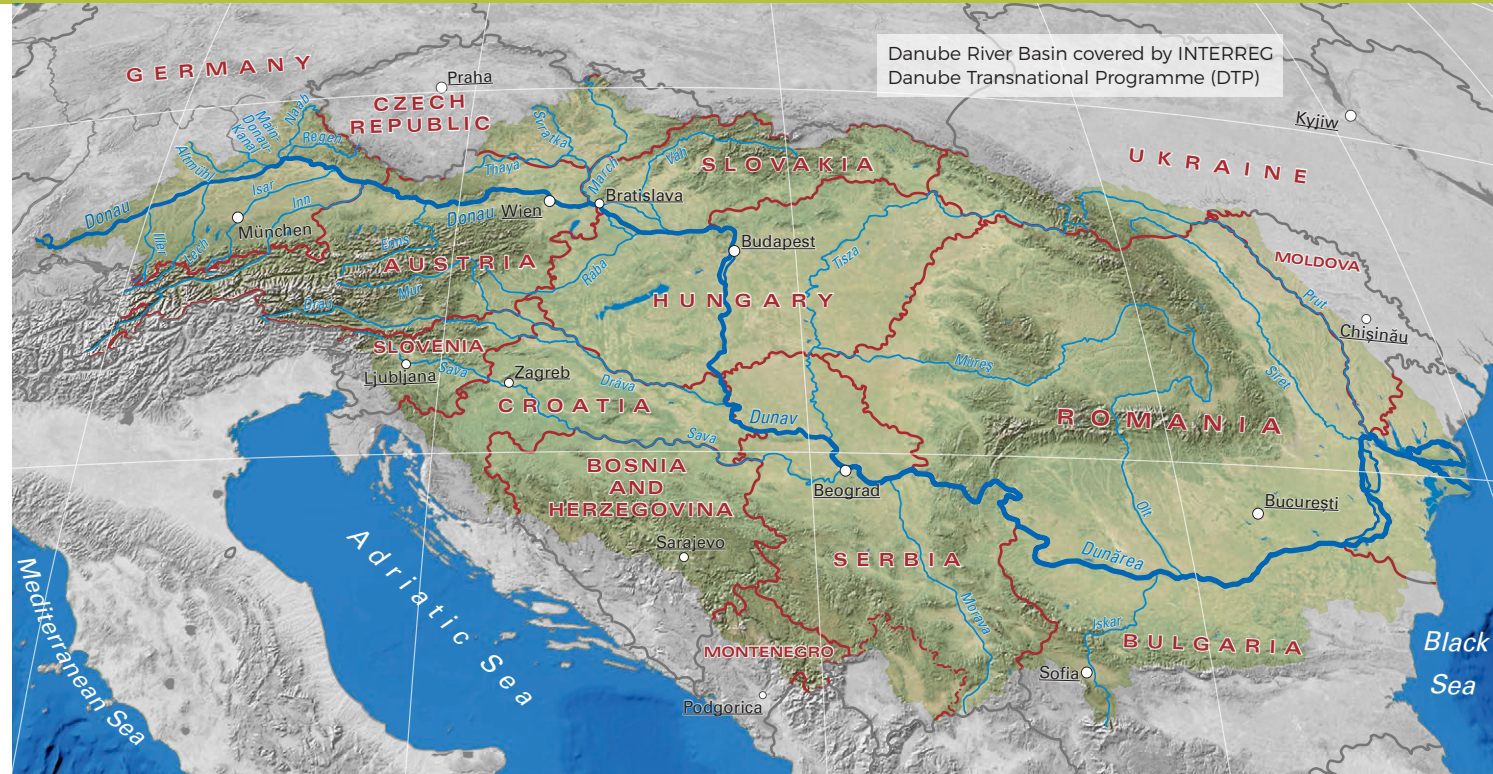 Danube River Basin covered by INTERREG
Danube Transnational Programme (DTP)
GERMANY
Praha
CZECH
REPUBLIC
Kyjiw
UKRAINE
Naab
Main-
Donau-
Kanal
Regen
Altmühl
Svratka
Thaya
March
Váh
SLOVAKIA
Isar
Inn
Donau
Donau
Wien
Bratislava
München
Iller
Lech
Enns
AUSTRIA
Budapest
Tisza
MOLDOVA
Raba
Mur
Drau
HUNGARY
Prut
Chișinău
SLOVENIA
Ljubljana
Sava
Zagreb
Dráva
Mureș
Siret
CROATIA
Dunav
ROMANIA
Sava
BOSNIA
AND
HERZEGOVINA
Beograd
București
Olt
Sarajevo
SERBIA
Dunărea
Adriatic Sea
Mediterranean Sea
Morava
Iskar
BULGARIA
MONTENEGRO
Sofia
Podgorica
Black
Sea